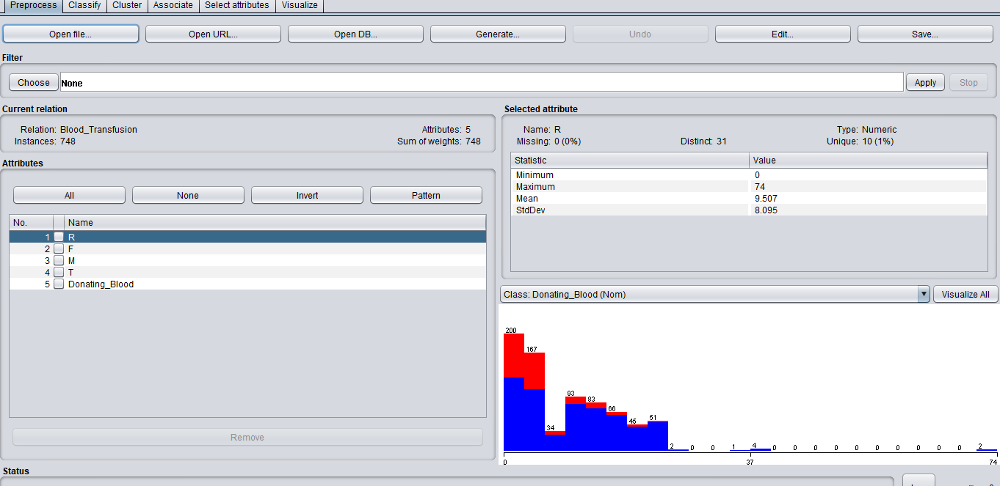 Preprocess Classify Cluster Associate Select attributes Visualize
Open file... Open URL... Open DB... Generate... Undo Edit... Save...
Filter
Choose None Apply Stop
Current relation
Relation: Blood_Transfusion Attributes: 5
Instances: 748 Sum of weights: 748
Attributes
All None Invert Pattern
No. Name
1 R
2 F
3 M
4 T
5 Donating_Blood
Remove
Selected attribute
Name: R Type: Numeric
Missing: 0 (0%) Distinct: 31 Unique: 10 (1%)
Statistic Value
Minimum 0
Maximum 74
Mean 9.507
StdDev 8.095
Class: Donating_Blood (Nom) Visualize All
200
167
34
93
83
66
45
51
2 0 0 1 4 0 0 0 0 0 0 0 0 0 0 2
0 37 74
Status